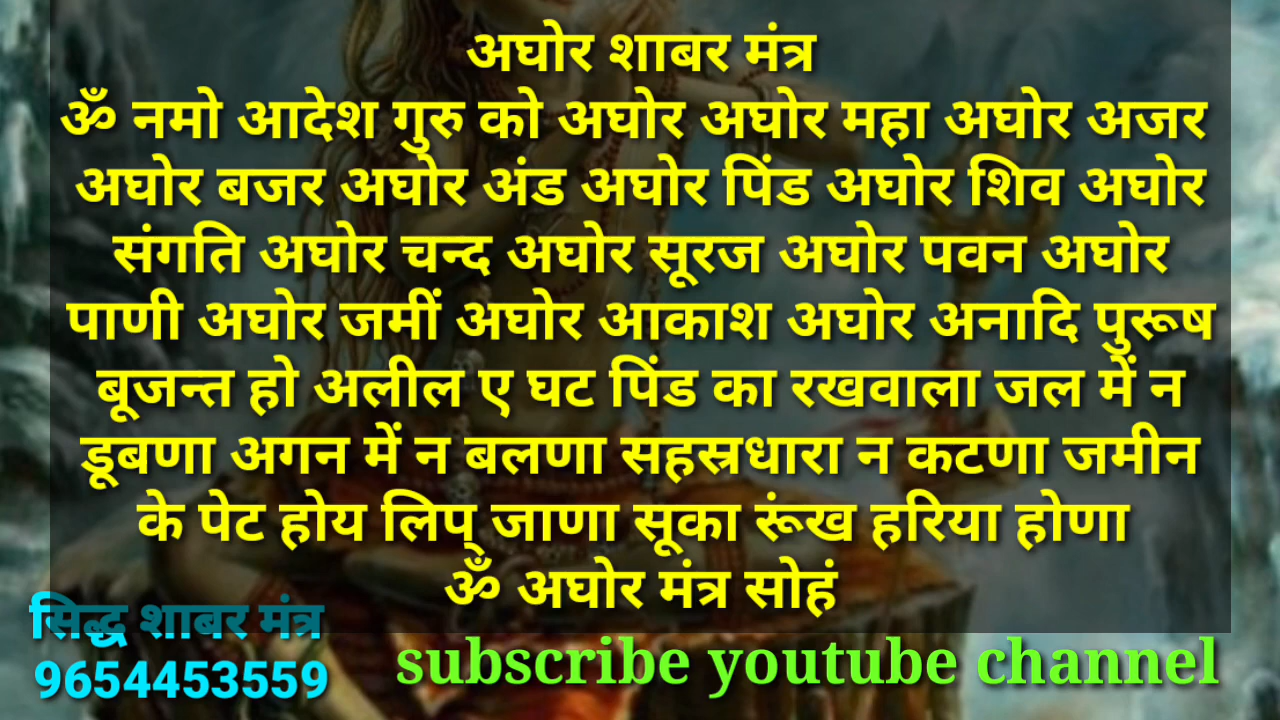 अघोर शाबर मंत्र
ॐ नमो आदेश गुरु को अघोर अघोर महा अघोर अजर
अघोर बजर अघोर अंड अघोर पिंड अघोर शिव अघोर
संगति अघोर चन्द अघोर सूरज अघोर पवन अघोर
पाणी अघोर जमीं अघोर आकाश अघोर अनादि पुरूष
बूजन्त हो अलील ए घट पिंड का रखवाला जल में न
डूबणा अगन में न बलणा सहस्रधारा न कटणा जमीन
के पेट होय लिप् जाणा सूका रूंख हरिया होणा
ॐ अघोर मंत्र सोहं
सिद्ध शाबर मंत्र
9654453559
subscribe youtube channel